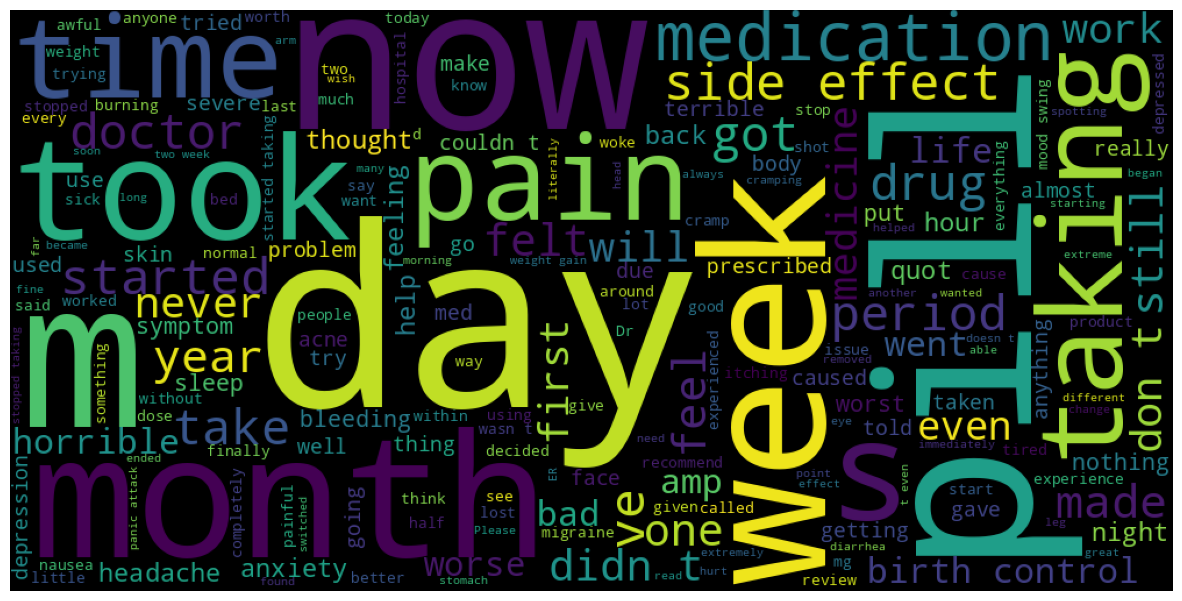 awful
anyone
tried
worth
today
time
now
medication
work
weight
arm
trying
two
wish
make
know
hospital
side effect
stopped
burning
severe
last
much
terrible
stop
every
doctor
thought
d
couldn t
back
got
medicine
pill
taking
mood swing
spotting
depressed
soon
two week
started taking
many
woke
literally
head
always
body
shot
cramping
life
everything
really
began
took
pain
use
sick
long
bed
say
want
feeling
help
cramp
drug
almost
starting
helped
put
hour
still
far
became
skin
normal
problem
go
felt
will
morning
weight gain
prescribed
quot
cause
extreme
used
started
day
due
around
lot
week
another
wanted
fine
said
worked
never
people
med
Dr
good
period
anything
product
m
symptom
acne
try
way
first
issue
removed
went
doesn t
able
don t
something
year
sleep
without
dose
give
feel
experienced
itching
caused
worst
taken
different
change
stopped taking
take
bleeding
within
using
wasn t
eye
told
even
immediately
tired
horrible
finally
well
thing
decided
need
recommend
s
nothing
experience
depression
month
panic attack
ended
completely
painful
switched
going
think
half
see
lost
Please
ER
face
bad
migraine
ve
amp
one
given
called
point
effect
getting
start
gave
leg
made
night
nausea
little
headache
found
anxiety
better
worse
stomach
didn t
extremely
read
hurt
diarrhea
mg
review
great
birth control
t even